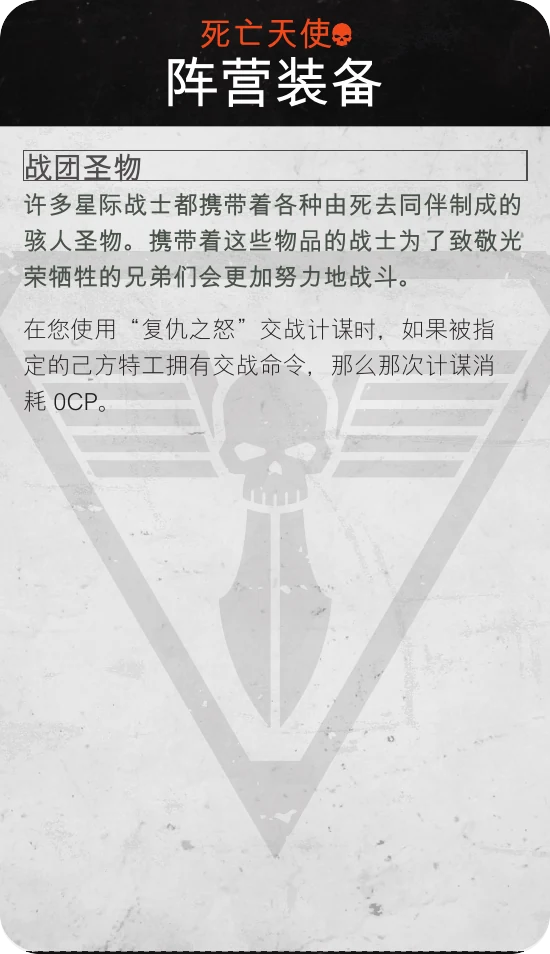 死亡天使
阵营装备
战团圣物
许多星际战士都携带着各种由死去同伴制成的
骇人圣物。携带着这些物品的战士为了致敬光
荣牺牲的兄弟们会更加努力地战斗。
在您使用“复仇之怒”交战计谋时，如果被指
定的己方特工拥有交战命令，那么那次计谋消
耗 0CP。